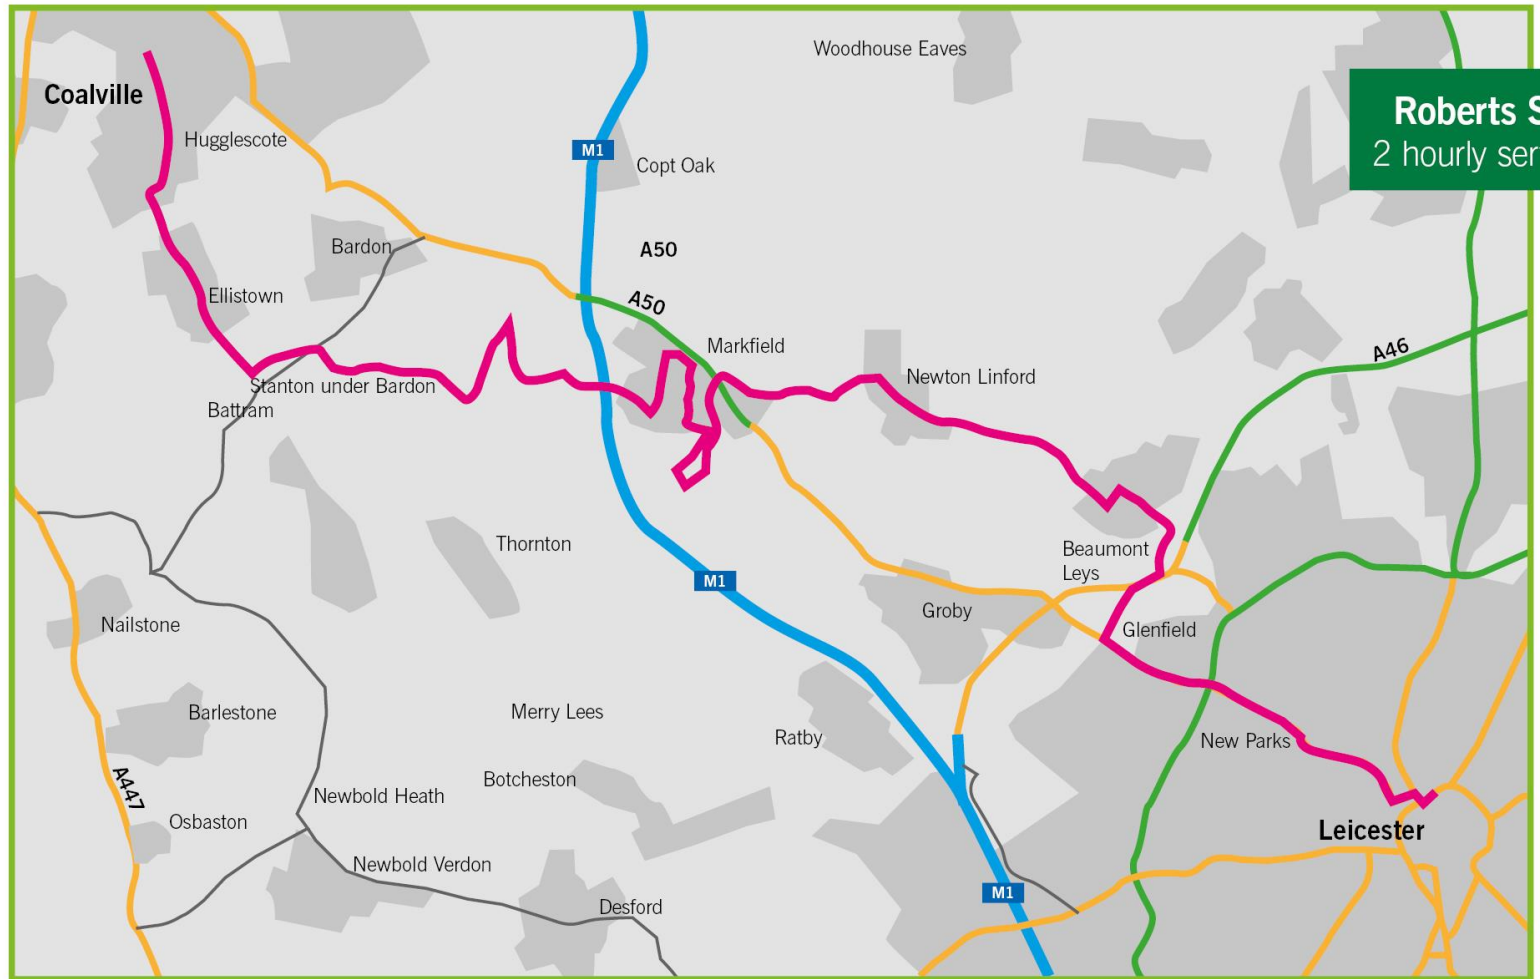 Woodhouse Eaves
Coalville
Roberts S
2 hourly ser
Hugglescote
M1
Copt Oak
Bardon
A50
Ellistown
A50
Markfield
A46
Newton Linford
Stanton under Bardon
Battram
Thornton
Beaumont
Leys
M1
Groby
Nailstone
Glenfield
Barlestone
Merry Lees
Ratby
New Parks
A447
Botcheston
Newbold Heath
Osbaston
Leicester
Newbold Verdon
M1
Desford